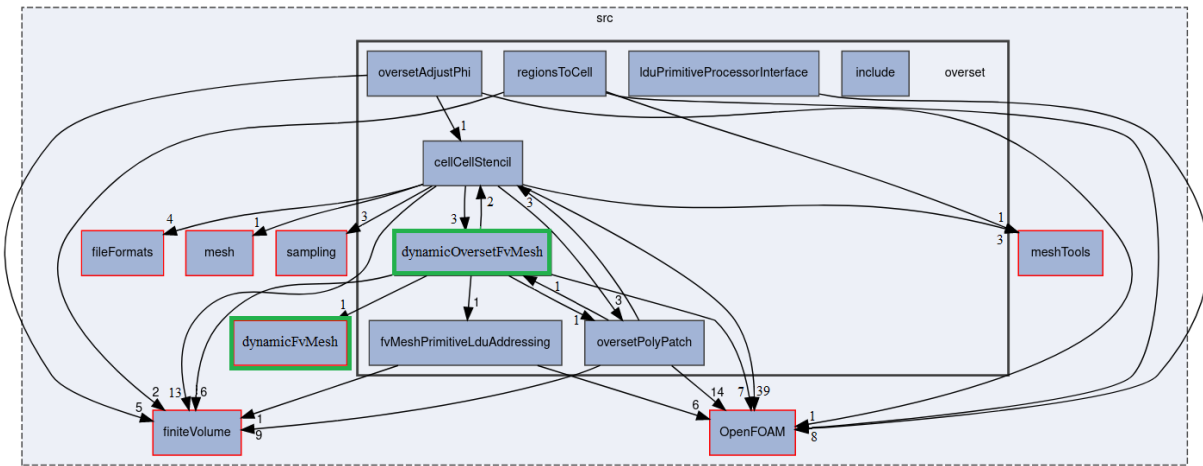 src
oversetAdjustPhi
regionsToCell
lduPrimitiveProcessorInterface
include
overset
1
cellCellStencil
3
2
3
4
1
3
1
3
fileFormats
mesh
sampling
dynamicOversetFvMesh
meshTools
1
1
1
3
1
dynamicFvMesh
fvMeshPrimitiveLduAddressing
oversetPolyPatch
5
2
13
6
1
9
6
14
7
39
1
8
finiteVolume
OpenFOAM